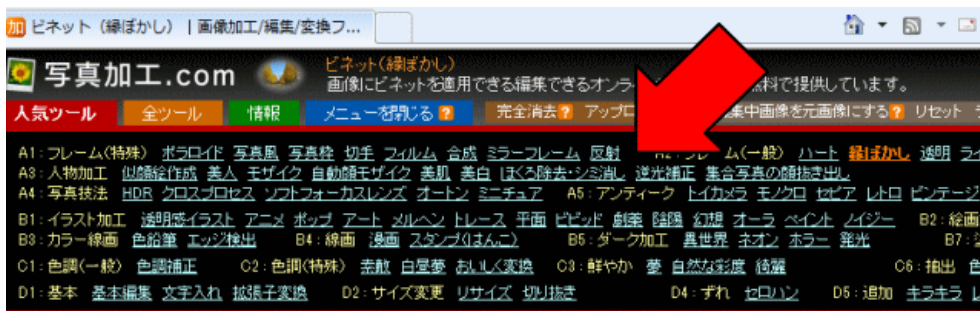 ビネット（縁ぼかし） | 画像加工/編集/変換フ...
写真加工.com
ビネット(縁ぼかし)
画像にビネットを適用できる編集できるオンラ 料で提供しています。
人気ツール 全ツール 情報 メニューを閉じる ? 完全消去? アップロ 集中画像を元画像にする? リセット
A1:フレーム(特殊) ポラロイド 写真風 写真枠 切手 フィルム 合成 ミラーフレーム 反射 ム(一般) ハート 縁ぼかし 透明
A3:人物加工 似顔絵作成 美人 モザイク 自動顔モザイク 美肌 美白 ほくろ除去・シミ消し 逆光補正 集合写真の顔抜き出し
A4:写真技法 HDR クロスプロセス ソフトフォーカスレンズ オートン ミニチュア A5:アンティーク トイカメラ モノクロ セピア レトロ ビンテー
B1:イラスト加工 透明感イラスト アニメ ポップ アート メルヘン トレース 平面 ビビッド 劇薬 陰陽 幻想 オーラ ペイント ノイジー B2:絵画
B3:カラー線画 色鉛筆 エッジ検出 B4:線画 漫画 スタンプ(はんこ) B5:ダーク加工 異世界 ネオン ホラー 発光 B7:
C1:色調(一般) 色調補正 C2:色調(特殊) 素敵 白昼夢 おいしく変換 C3:鮮やか 夢 自然な彩度 綺麗 C6:抽出 色
D1:基本 基本編集 文字入れ 拡張子変換 D2:サイズ変更 リサイズ 切り抜き D4:ずれ セロハン D5:追加 キラキラ